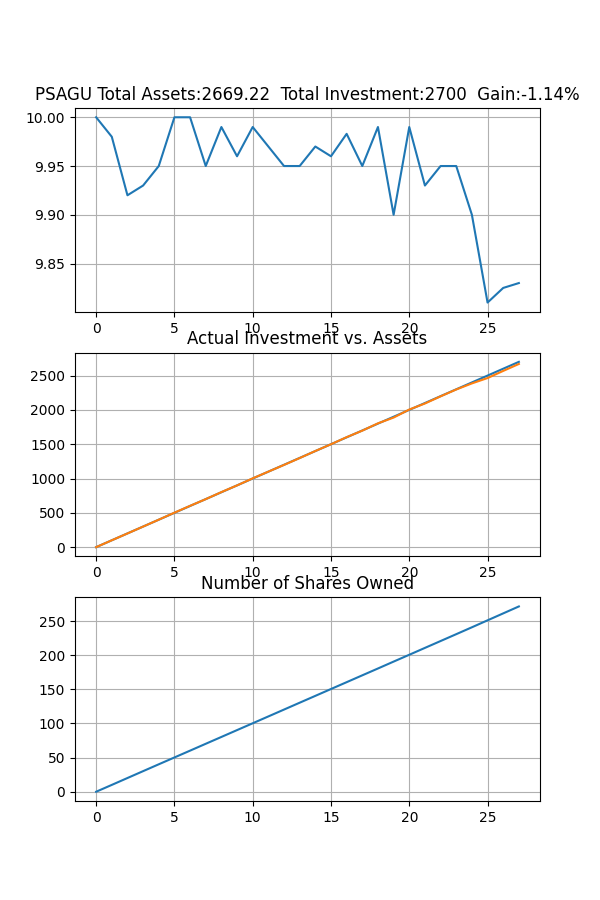 PSAGU Total Assets:2669.22  Total Investment:2700  Gain:-1.14%
10.00
9.95
9.90
9.85
0 5 10 15 20 25
Actual Investment vs. Assets
2500
2000
1500
1000
500
0
0 5 10 15 20 25
Number of Shares Owned
250
200
150
100
50
0
0 5 10 15 20 25